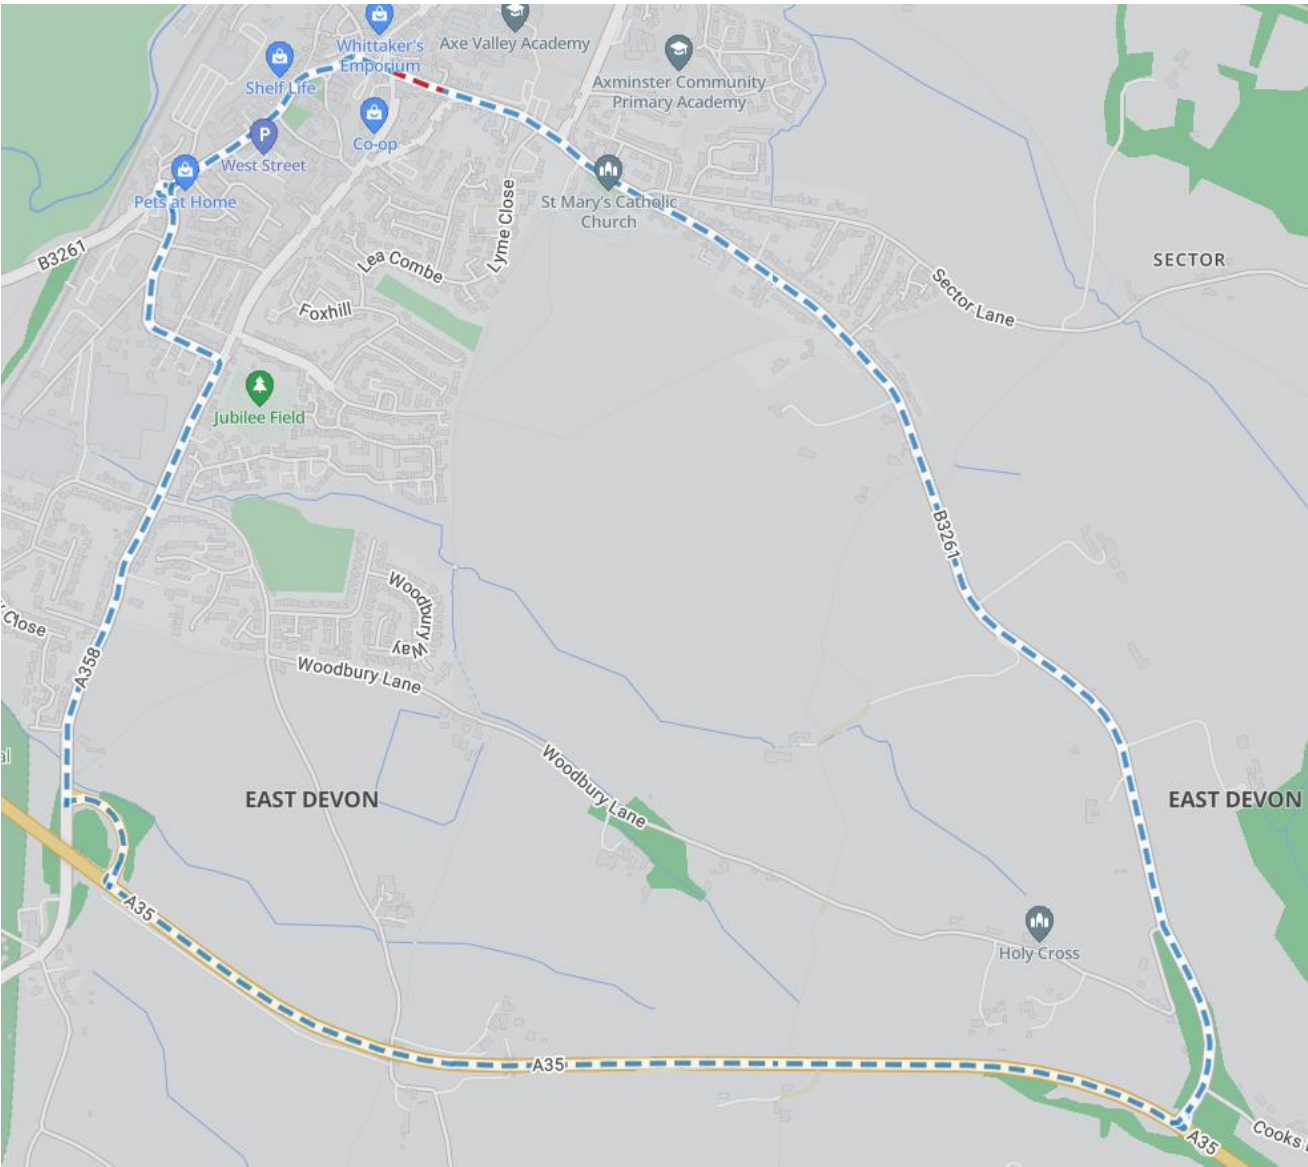 Whittaker's
Emporium
Axe Valley Academy
Axminster Community
Primary Academy
Shelf Life
Co-op
P
West Street
Pets at Home
St Mary's Catholic
Church
Lyme Close
B3261
Lea Combe
SECTOR
Sector Lane
Foxhill
Jubilee Field
B3261
Woodbury
Way
Close
A358
Woodbury Lane
Woodbury Lane
EAST DEVON
EAST DEVON
A35
Holy Cross
A35
A35
Cooks